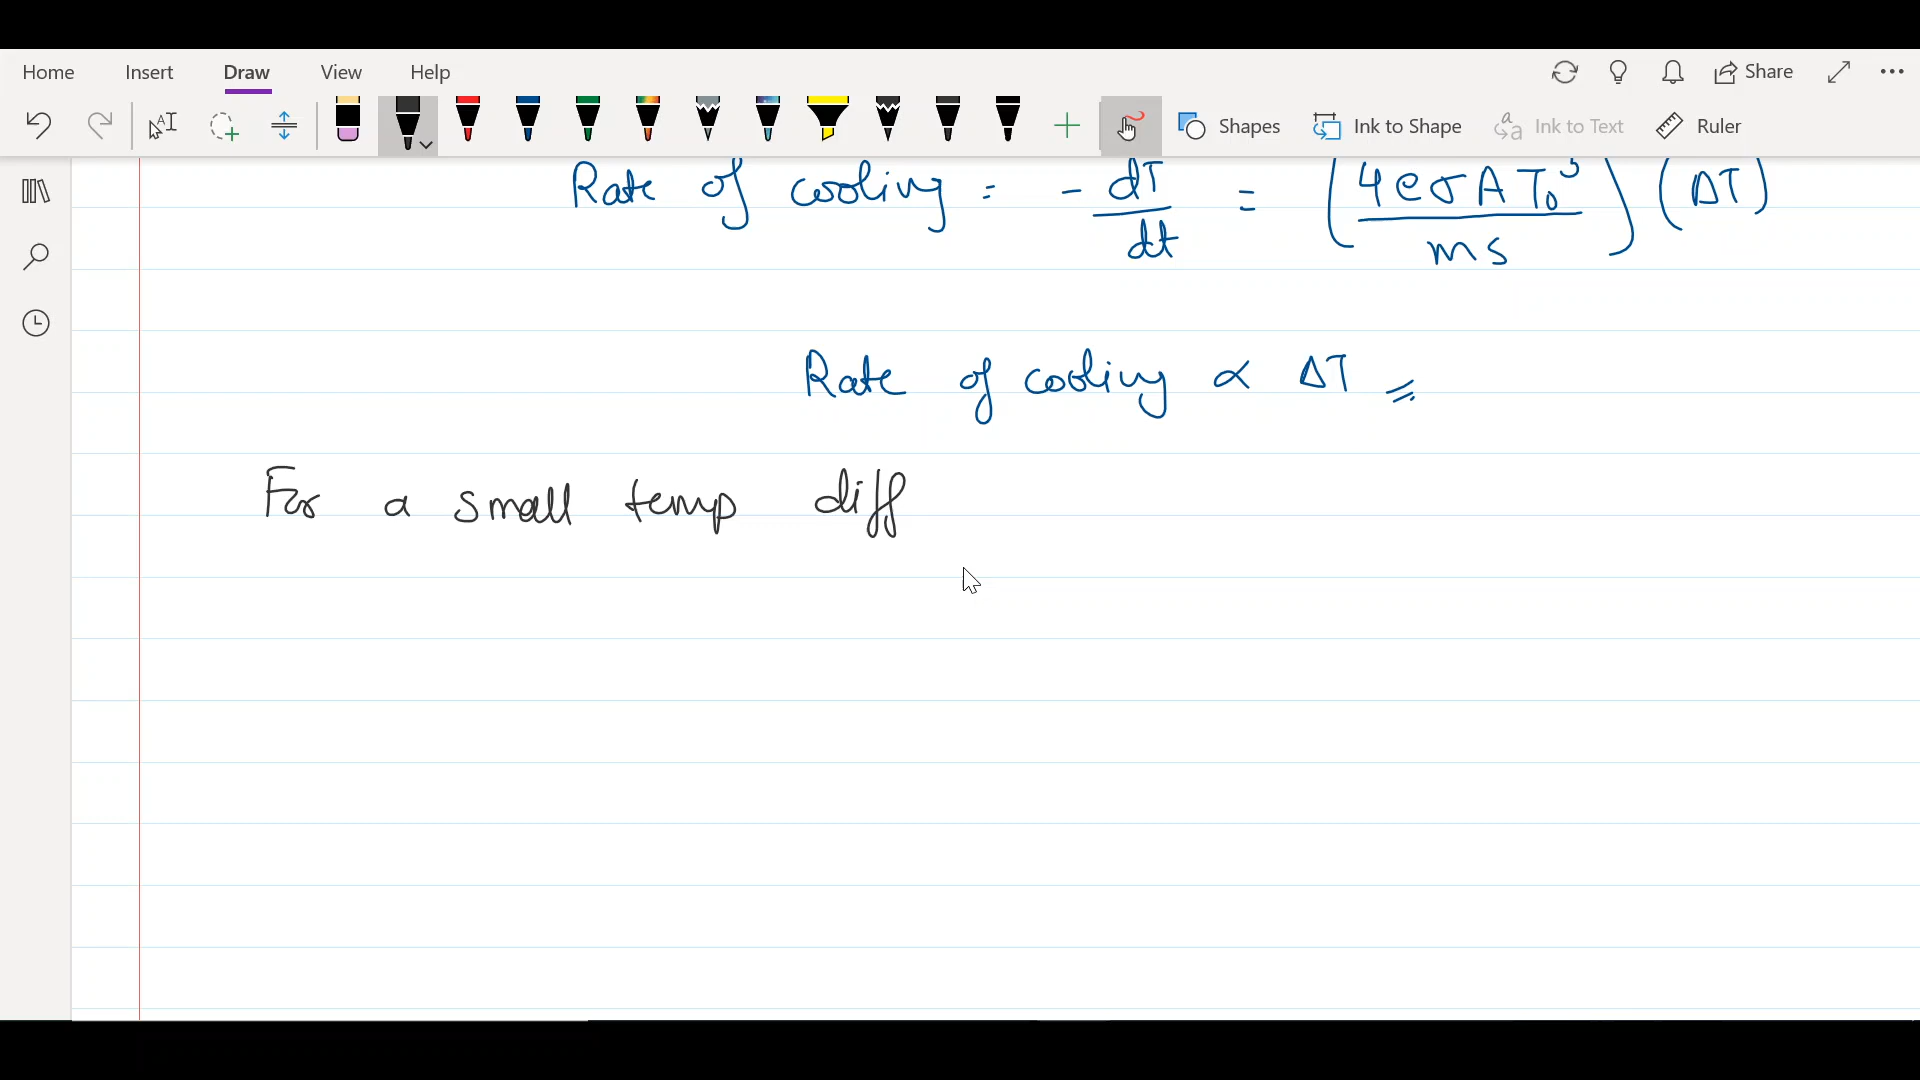 Home Insert Draw View Help Share
Shapes Ink to Shape Ink to Text Ruler
Rate of cooling = - dT/dt = (4eσAT₀³/ms) (ΔT)
Rate of cooling ∝ ΔT
For a small temp diff